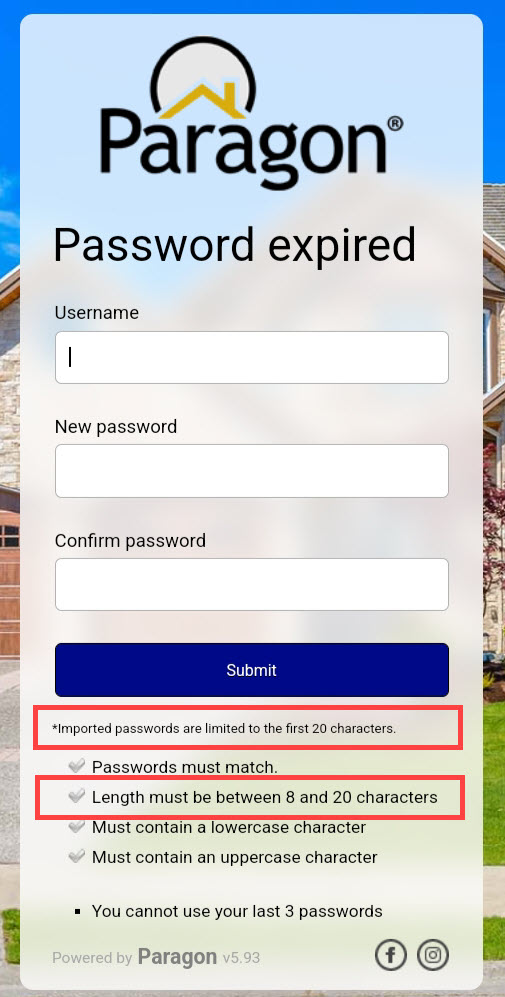 Paragon®
Password expired
Username
New password
Confirm password
Submit
*Imported passwords are limited to the first 20 characters.
Passwords must match.
Length must be between 8 and 20 characters
Must contain a lowercase character
Must contain an uppercase character
You cannot use your last 3 passwords
Powered by Paragon v5.93